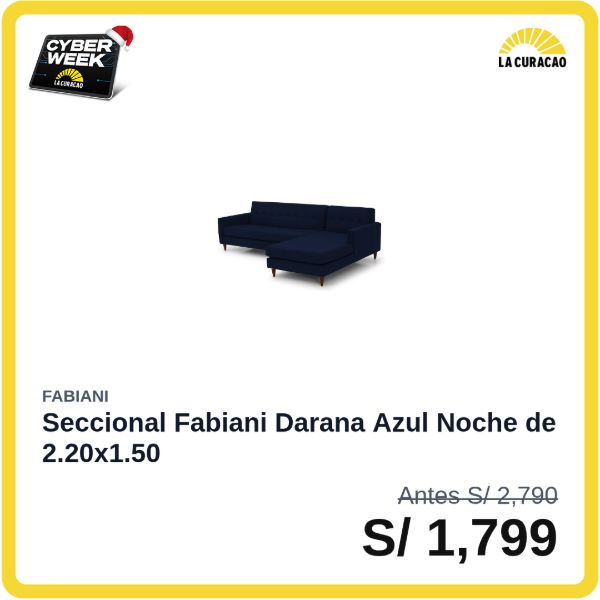 CYBER
WEEK
LA CURACAO
LA CURACAO
FABIANI
Seccional Fabiani Darana Azul Noche de
2.20x1.50
Antes S/ 2,790
S/ 1,799